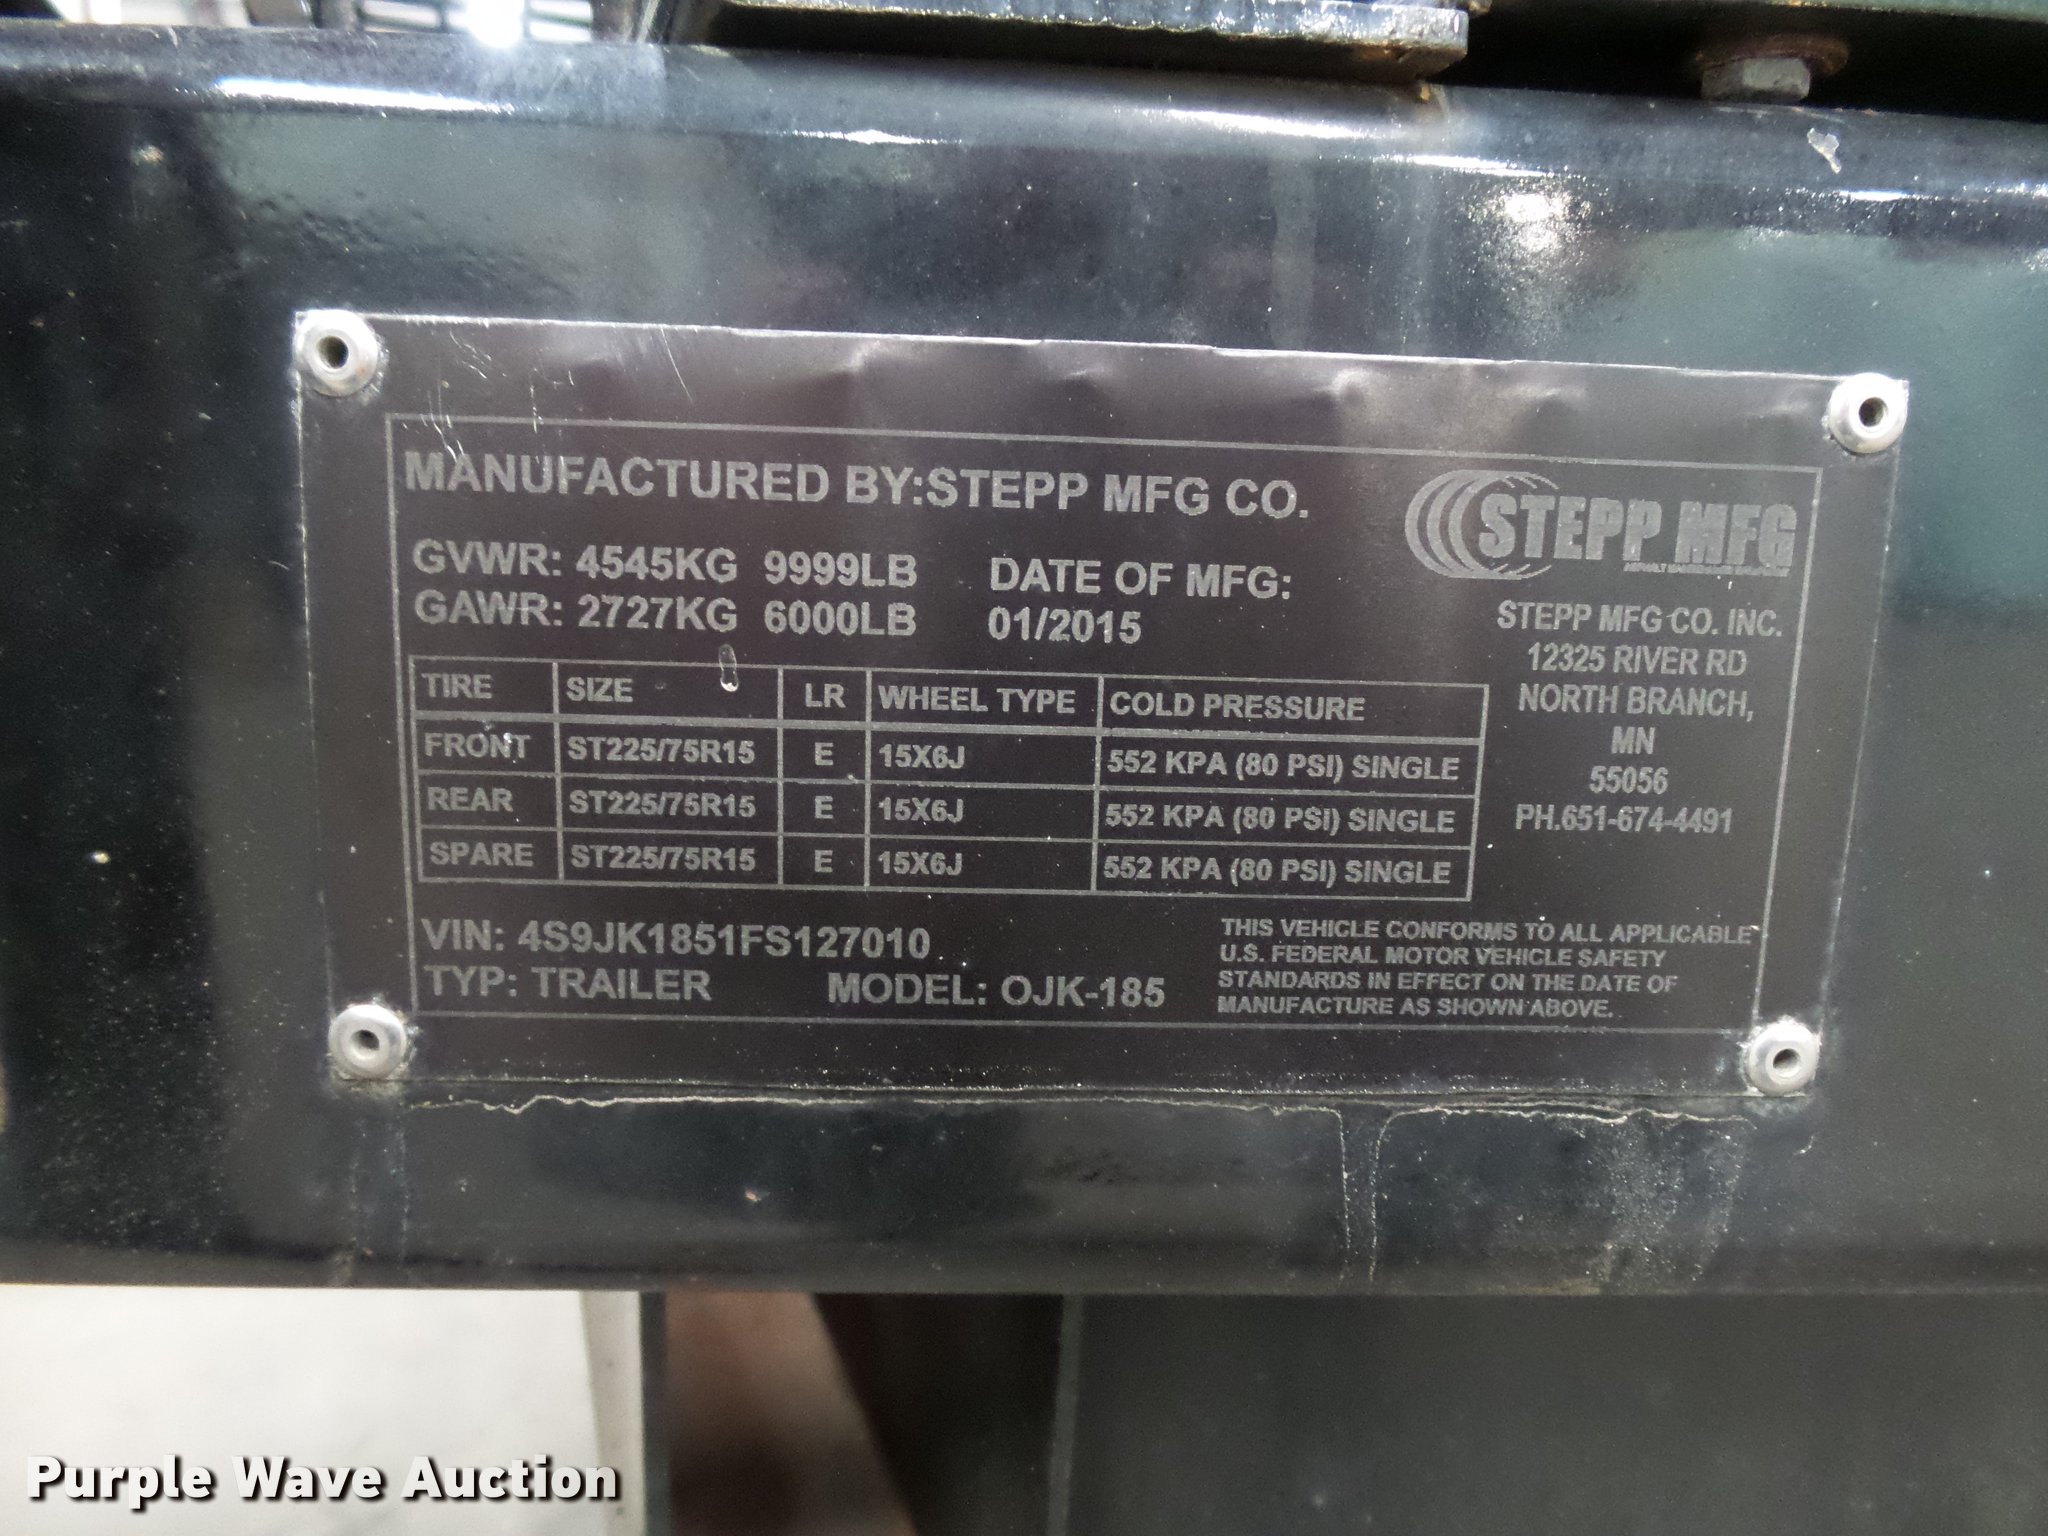 MANUFACTURED BY:STEPP MFG CO.
STEPP MFG
GVWR: 4545KG 9999LB
GAWR: 2727KG 6000LB
DATE OF MFG:
01/2015
STEPP MFG CO. INC.
12325 RIVER RD
NORTH BRANCH,
MN
55056
PH.651-674-4491
TIRE SIZE LR WHEEL TYPE COLD PRESSURE
FRONT ST225/75R15 E 15X6J 552 KPA (80 PSI) SINGLE
REAR ST225/75R15 E 15X6J 552 KPA (80 PSI) SINGLE
SPARE ST225/75R15 E 15X6J 552 KPA (80 PSI) SINGLE
VIN: 4S9JK1851FS127010
TYP: TRAILER MODEL: OJK-185
THIS VEHICLE CONFORMS TO ALL APPLICABLE
U.S. FEDERAL MOTOR VEHICLE SAFETY
STANDARDS IN EFFECT ON THE DATE OF
MANUFACTURE AS SHOWN ABOVE.
Purple Wave Auction